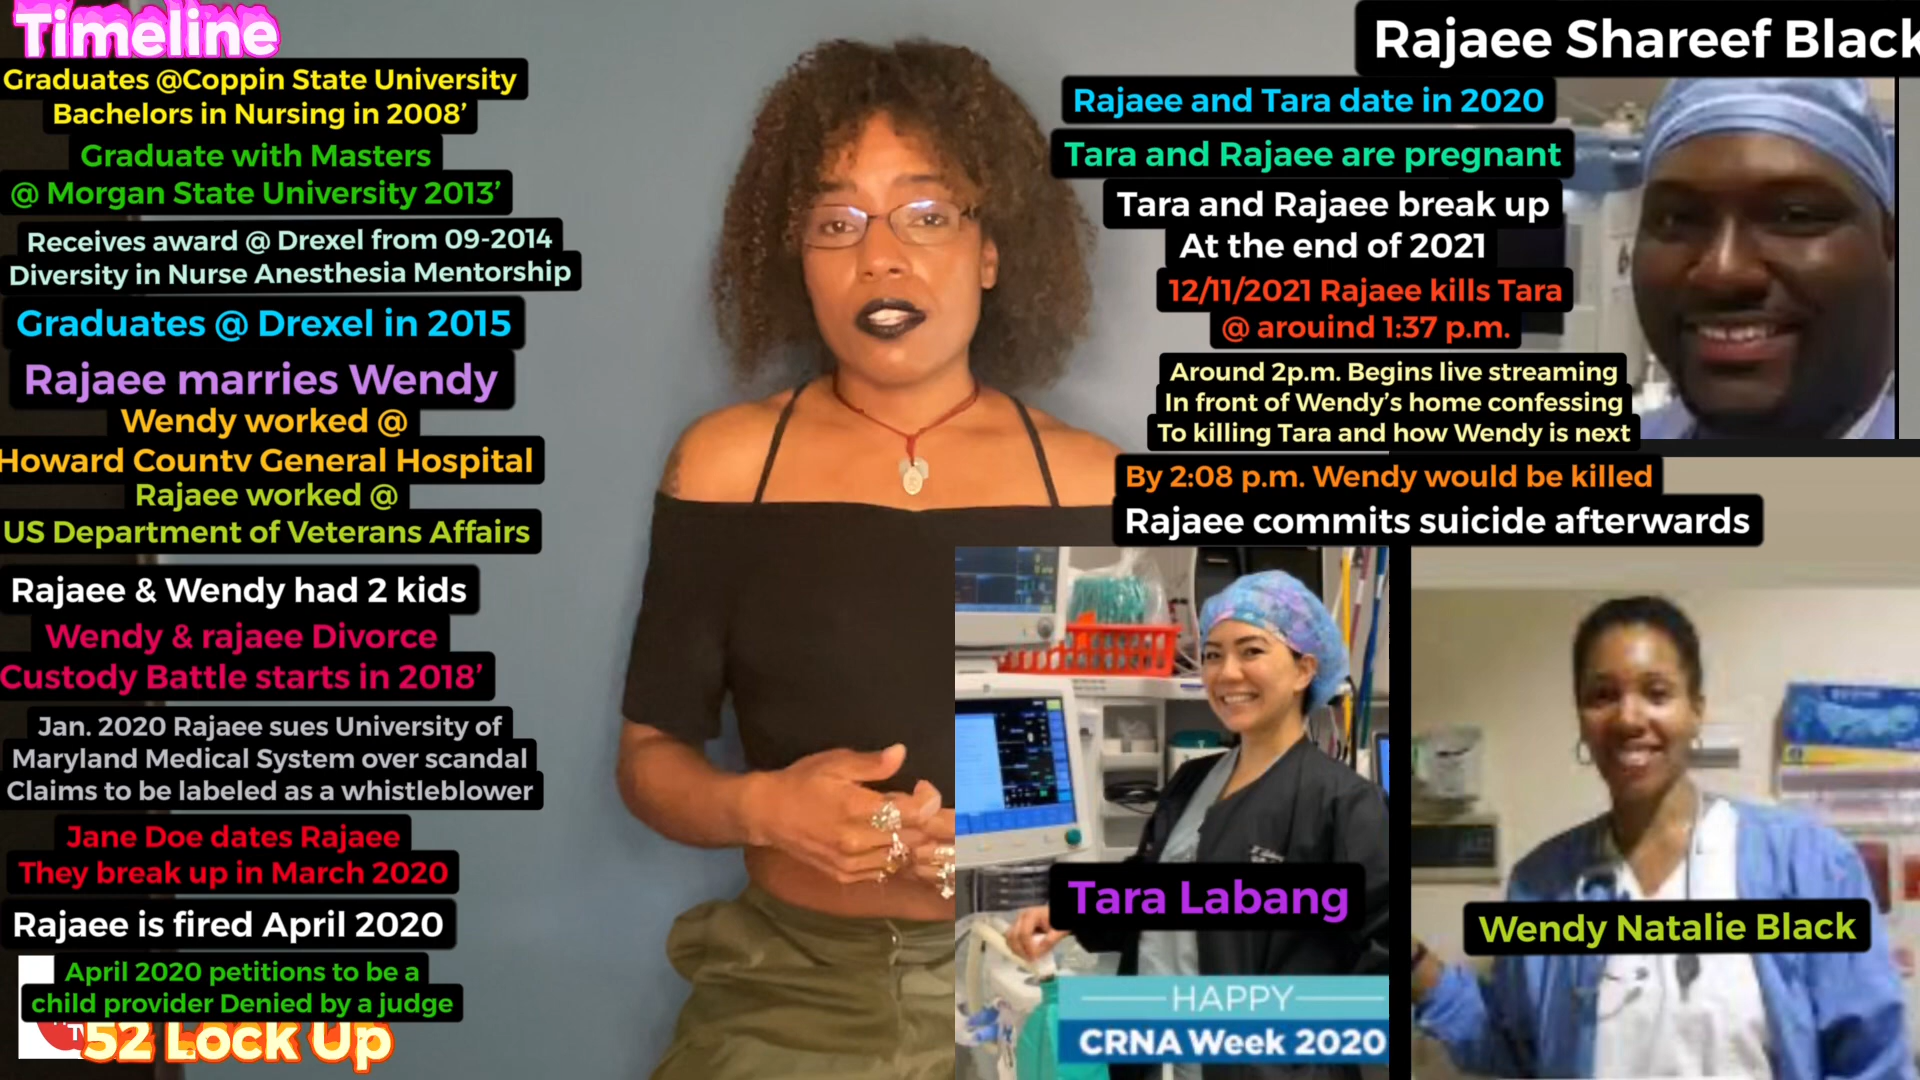 Timeline
Graduates @Coppin State University
Bachelors in Nursing in 2008'
Graduate with Masters
@ Morgan State University 2013'
Receives award @ Drexel from 09-2014
Diversity in Nurse Anesthesia Mentorship
Graduates @ Drexel in 2015
Rajaee marries Wendy
Wendy worked @
Howard County General Hospital
Rajaee worked @
US Department of Veterans Affairs
Rajaee & Wendy had 2 kids
Wendy & rajaee Divorce
Custody Battle starts in 2018'
Jan. 2020 Rajaee sues University of
Maryland Medical System over scandal
Claims to be labeled as a whistleblower
Jane Doe dates Rajaee
They break up in March 2020
Rajaee is fired April 2020
April 2020 petitions to be a
child provider Denied by a judge
52 Lock Up
Rajaee Shareef Black
Rajaee and Tara date in 2020
Tara and Rajaee are pregnant
Tara and Rajaee break up
At the end of 2021
12/11/2021 Rajaee kills Tara
@ arouind 1:37 p.m.
Around 2p.m. Begins live streaming
In front of Wendy's home confessing
To killing Tara and how Wendy is next
By 2:08 p.m. Wendy would be killed
Rajaee commits suicide afterwards
Tara Labang
HAPPY
CRNA Week 2020
Wendy Natalie Black